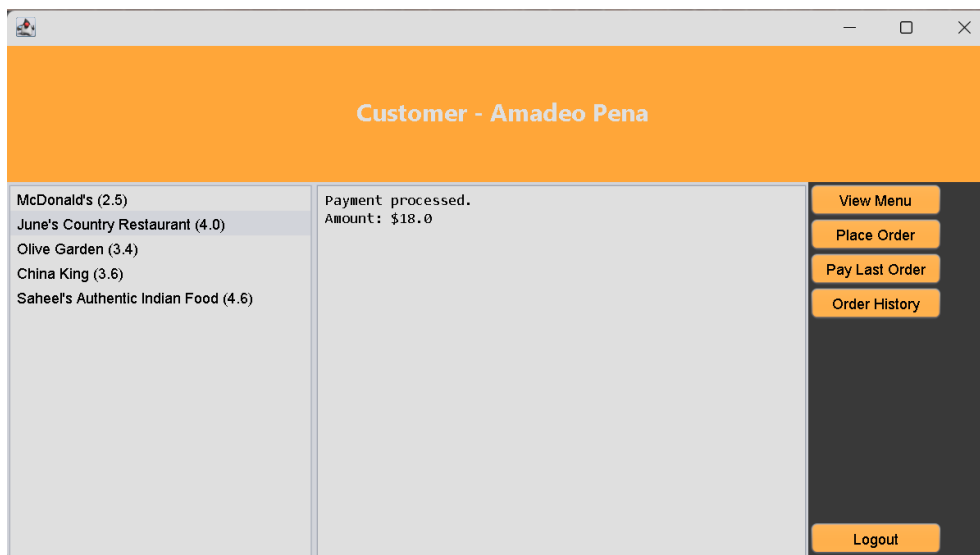 Customer - Amadeo Pena
McDonald's (2.5)
June's Country Restaurant (4.0)
Olive Garden (3.4)
China King (3.6)
Saheel's Authentic Indian Food (4.6)
Payment processed.
Amount: $18.0
View Menu
Place Order
Pay Last Order
Order History
Logout